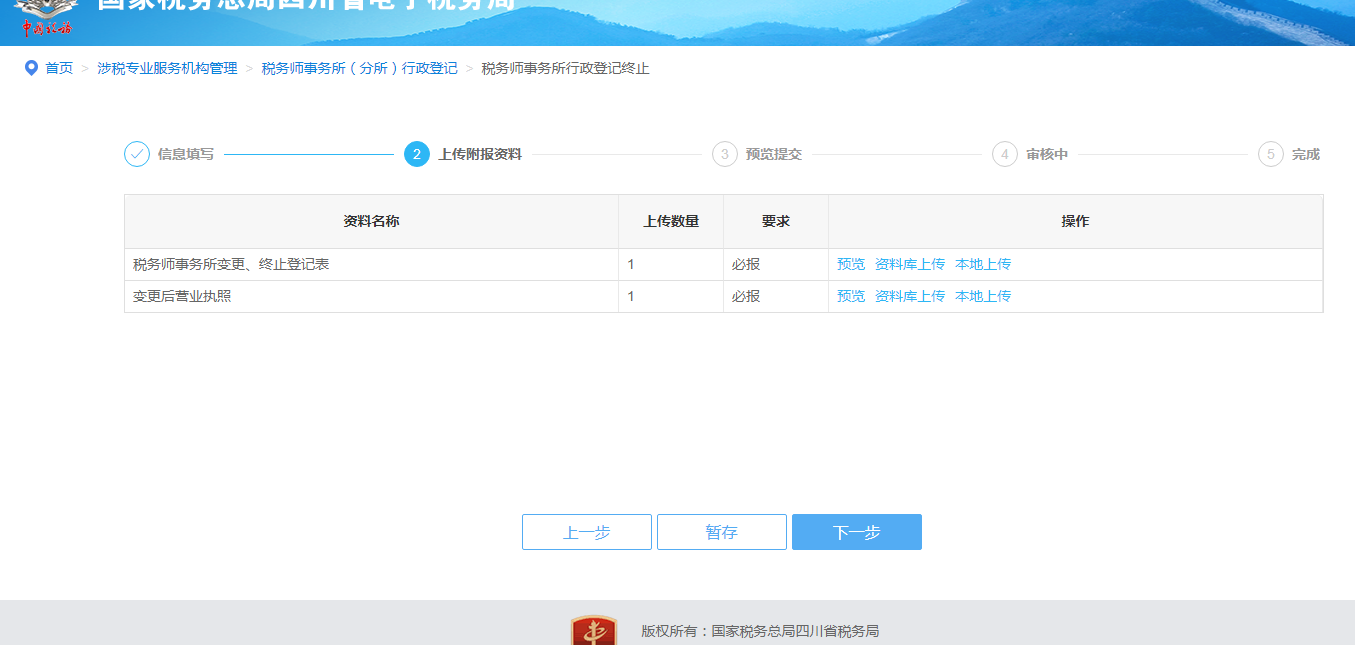 国家税务总局四川省电子税务局
中国税务
首页 > 涉税专业服务机构管理 > 税务师事务所（分所）行政登记 > 税务师事务所行政登记终止
信息填写 2 上传附报资料 3 预览提交 4 审核中 5 完成
资料名称 上传数量 要求 操作
税务师事务所变更、终止登记表 1 必报 预览 资料库上传 本地上传
变更后营业执照 1 必报 预览 资料库上传 本地上传
上一步 暂存 下一步
版权所有：国家税务总局四川省税务局